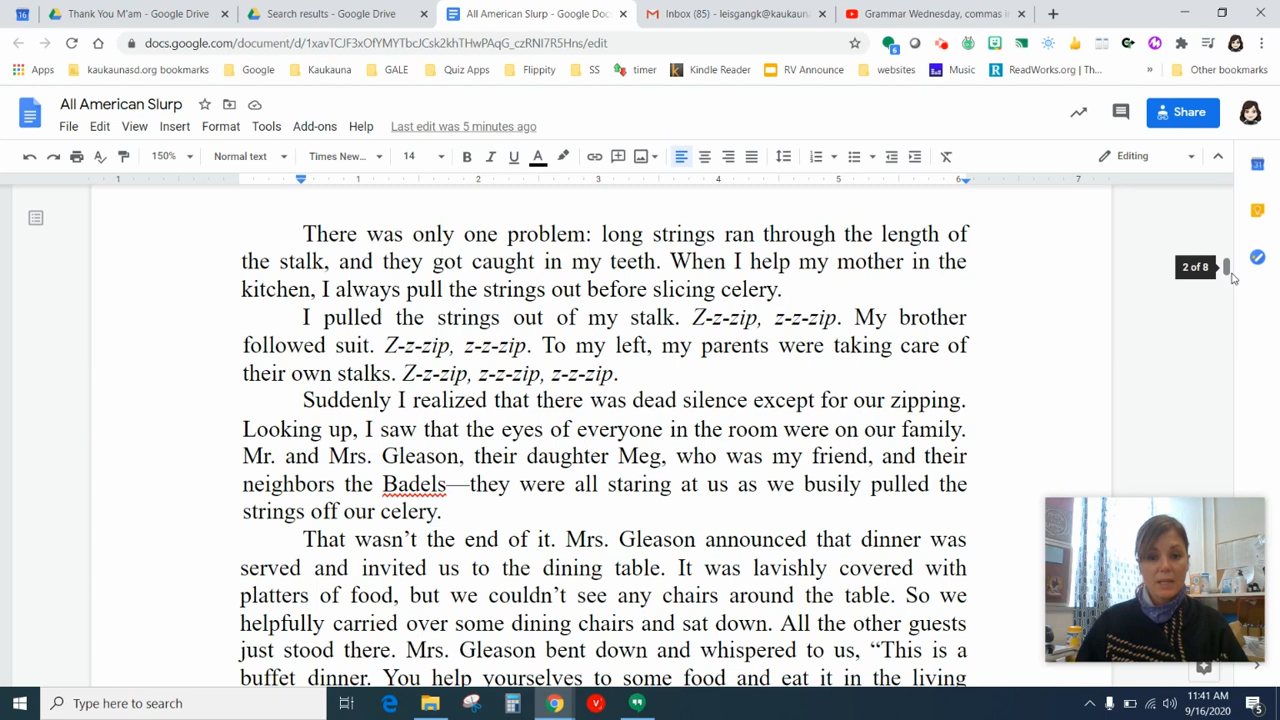 Thank You M'am - Google Drive
Search results - Google Drive
All American Slurp - Google Doc
Inbox (85) - leisgangk@kaukauna
Grammar Wednesday, commas in
docs.google.com/document/d/1xavTCJF3xOfYMYTbcJCsk2khTHwPAqG_czRNI7R5Hns/edit
6
Apps
kaukaunasd.org bookmarks
Google
Kaukauna
GALE
Quiz Apps
Flippity
SS
timer
Kindle Reader
RV Announce
websites
Music
ReadWorks.org | Th...
»
Other bookmarks
All American Slurp
File Edit View Insert Format Tools Add-ons Help Last edit was 5 minutes ago
Share
150% Normal text Times New... 14 B I U A Editing
1 1 2 3 4 5 6 7
There was only one problem: long strings ran through the length of
the stalk, and they got caught in my teeth. When I help my mother in the
kitchen, I always pull the strings out before slicing celery.
I pulled the strings out of my stalk. Z-z-zip, z-z-zip. My brother
followed suit. Z-z-zip, z-z-zip. To my left, my parents were taking care of
their own stalks. Z-z-zip, z-z-zip, z-z-zip.
Suddenly I realized that there was dead silence except for our zipping.
Looking up, I saw that the eyes of everyone in the room were on our family.
Mr. and Mrs. Gleason, their daughter Meg, who was my friend, and their
neighbors the Badels—they were all staring at us as we busily pulled the
strings off our celery.
That wasn't the end of it. Mrs. Gleason announced that dinner was
served and invited us to the dining table. It was lavishly covered with
platters of food, but we couldn't see any chairs around the table. So we
helpfully carried over some dining chairs and sat down. All the other guests
just stood there. Mrs. Gleason bent down and whispered to us, “This is a
buffet dinner. You help yourselves to some food and eat it in the living
2 of 8
31
Type here to search
11:41 AM
9/16/2020
5